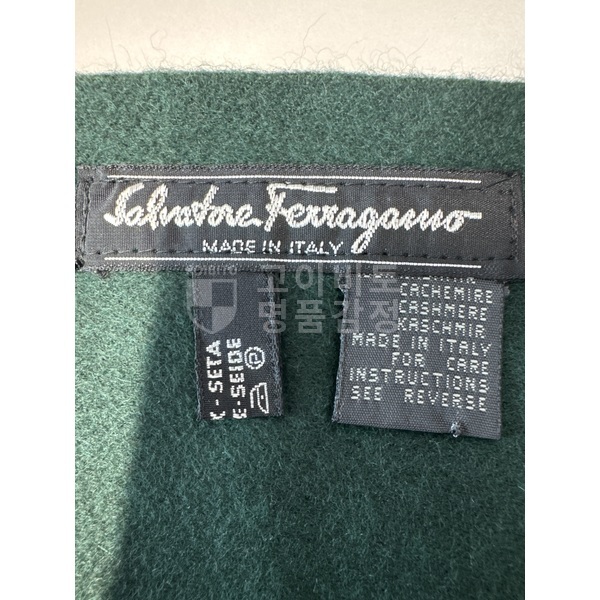 Salvatore Ferragamo
MADE IN ITALY
고이비토
명품감정
K - SETA
E-SEIDE
P
CACHEMIRE
CASHMERE
KASCHMIR
MADE IN ITALY
FOR CARE
INSTRUCTIONS
SEE REVERSE